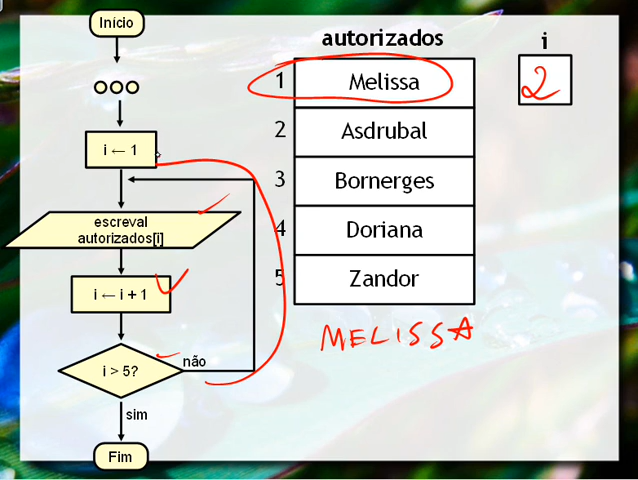 Início
i ← 1
escreval
autorizados[i]
i ← i + 1
i > 5?
não
sim
Fim
autorizados
1 Melissa
2 Asdrubal
3 Bornerges
4 Doriana
5 Zandor
MELISSA
i
2